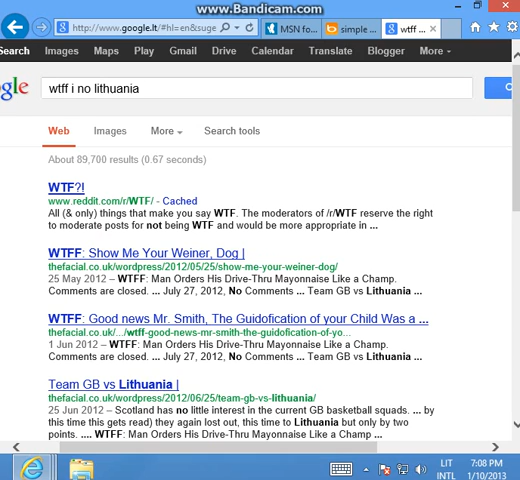 www.Bandicam.com
www.google.lt/#hl=en&suge
MSN fo...
simple ...
wtff ...
Search Images Maps Play Gmail Drive Calendar Translate Blogger More
gle
wtff i no lithuania
Web Images More Search tools
About 89,700 results (0.67 seconds)
WTF?!
www.reddit.com/r/WTF/ - Cached
All (& only) things that make you say WTF. The moderators of /r/WTF reserve the right
to moderate posts for not being WTF and would be more appropriate in ...
WTFF: Show Me Your Weiner, Dog |
thefacial.co.uk/wordpress/2012/05/25/show-me-your-weiner-dog/
25 May 2012 – WTFF: Man Orders His Drive-Thru Mayonnaise Like a Champ.
Comments are closed. ... July 27, 2012, No Comments ... Team GB vs Lithuania ...
WTFF: Good news Mr. Smith, The Guidofication of your Child Was a ...
thefacial.co.uk/.../wtff-good-news-mr-smith-the-guidofication-of-yo...
1 Jun 2012 – WTFF: Man Orders His Drive-Thru Mayonnaise Like a Champ.
Comments are closed. ... July 27, 2012, No Comments ... Team GB vs Lithuania ...
Team GB vs Lithuania |
thefacial.co.uk/wordpress/2012/06/25/team-gb-vs-lithuania/
25 Jun 2012 – Scotland has no little interest in the current GB basketball squads. ... by
this time this gets read) they again lost out, this time to Lithuania but only by two
points. .... WTFF: Man Orders His Drive-Thru Mayonnaise Like a Champ.
LIT 7:08 PM
INTL 1/10/2013